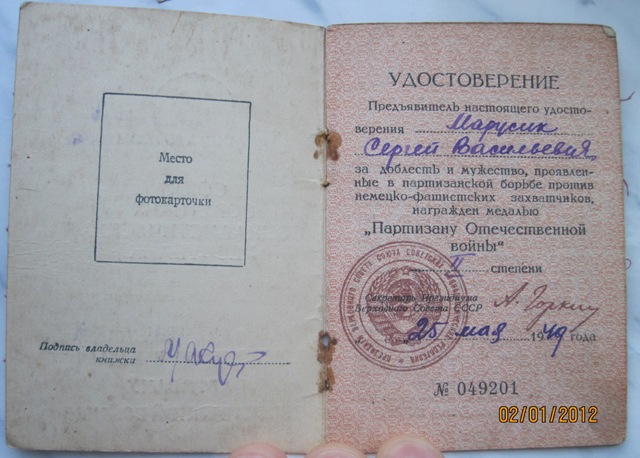 Место
для
фотокарточки
Подпись владельца
книжки
УДОСТОВЕРЕНИЕ
Предъявитель настоящего удосто-
верения Марусик
Сергей Васильевич
за доблесть и мужество, проявлен-
ные в партизанской борьбе против
немецко-фашистских захватчиков,
награжден медалью
„Партизану Отечественной
войны“
II степени
Секретарь Президиума
Верховного Совета СССР А. Горкин
„25“ мая 1949 года
№ 049201
02/01/2012